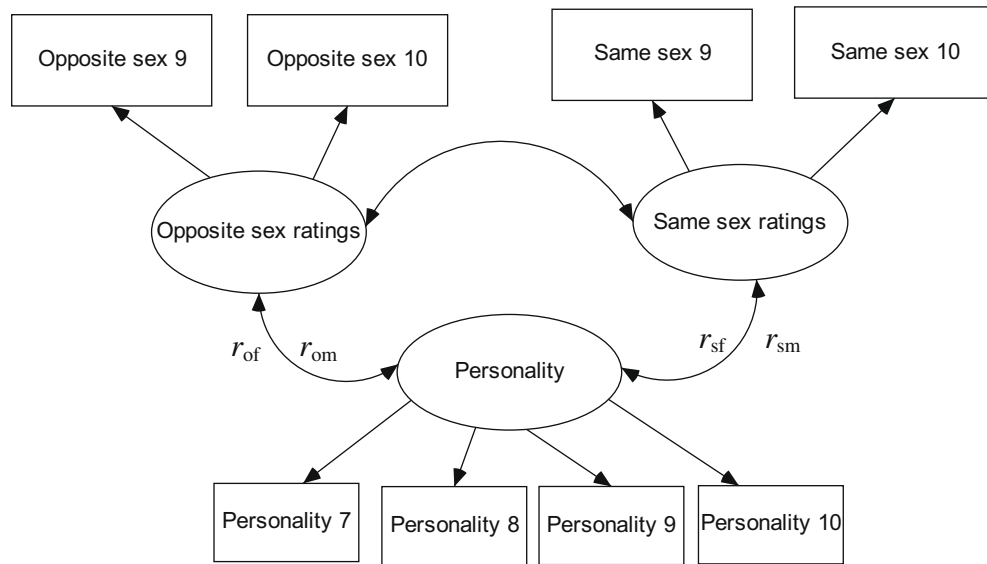 Opposite sex 9
Opposite sex 10
Same sex 9
Same sex 10
Opposite sex ratings
Same sex ratings
r_of
r_om
r_sf
r_sm
Personality
Personality 7
Personality 8
Personality 9
Personality 10